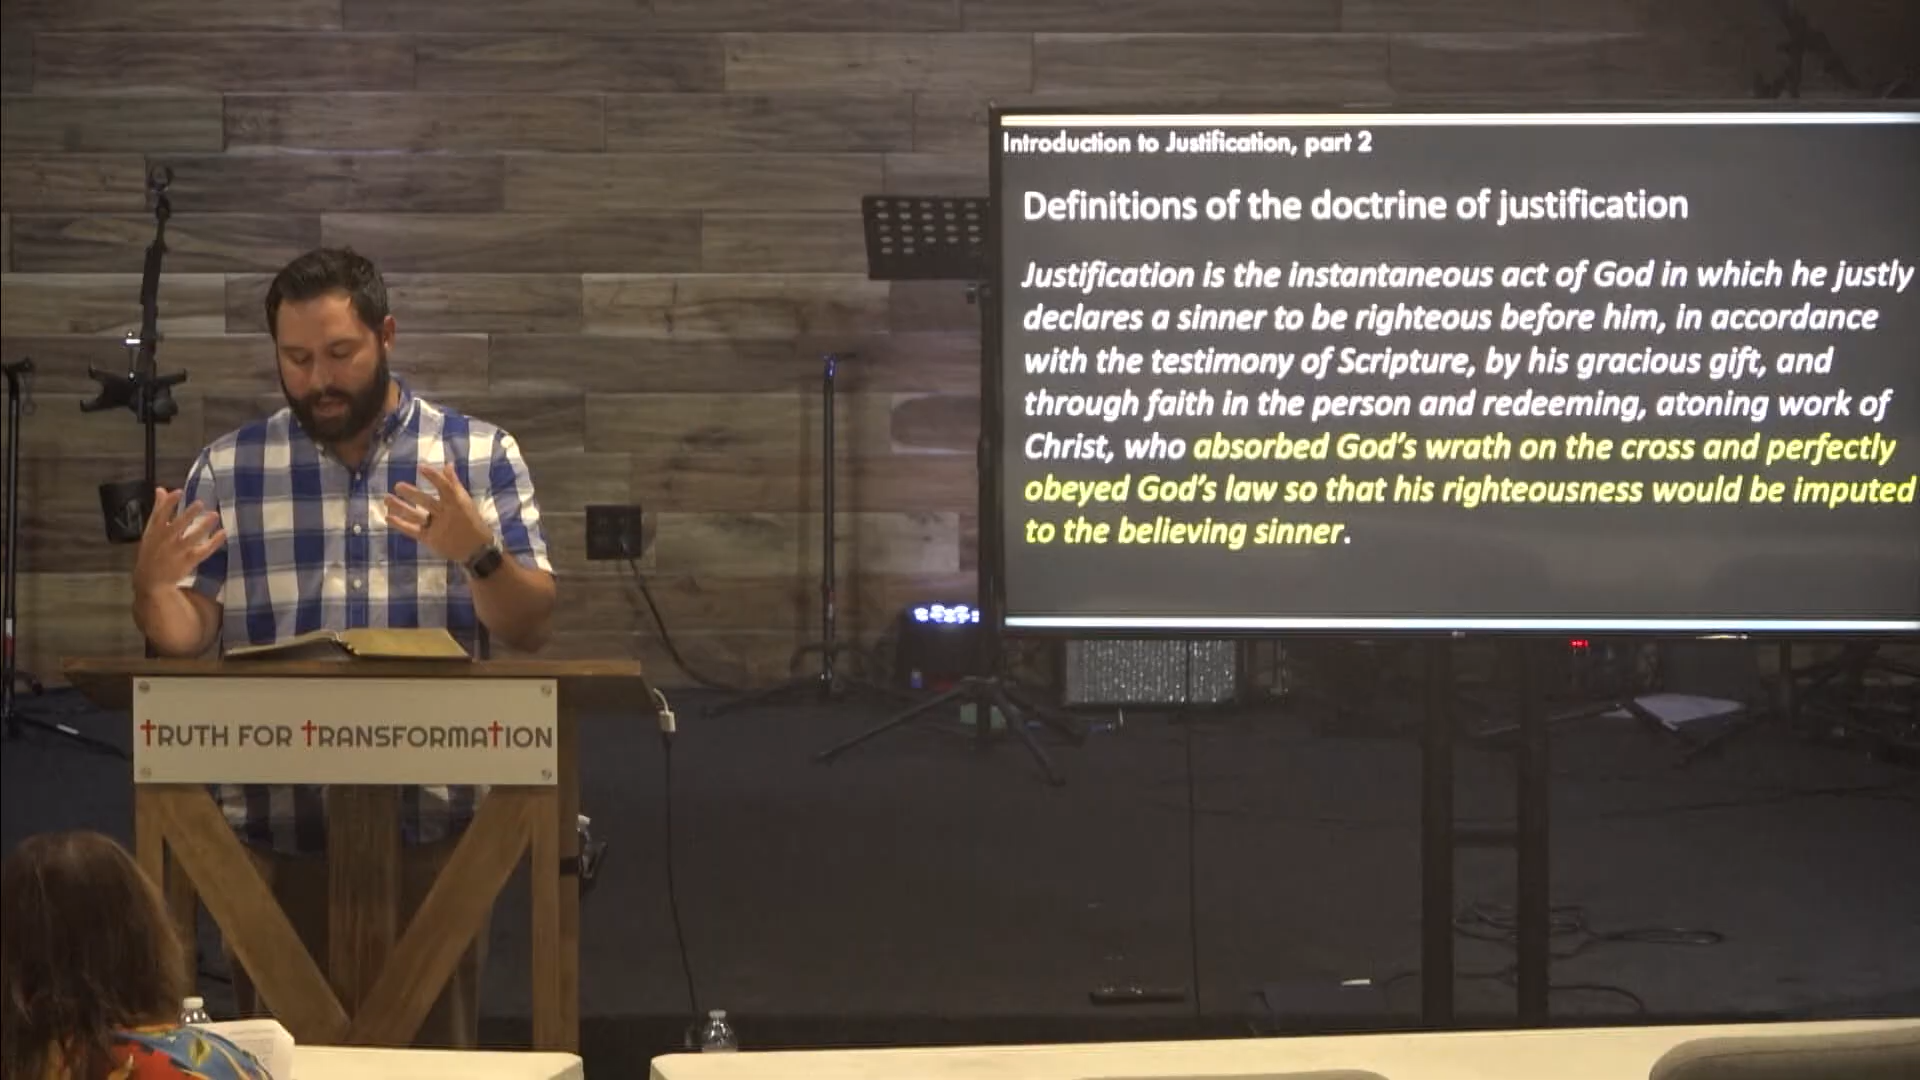 Introduction to Justification, part 2
Definitions of the doctrine of justification
Justification is the instantaneous act of God in which he justly
declares a sinner to be righteous before him, in accordance
with the testimony of Scripture, by his gracious gift, and
through faith in the person and redeeming, atoning work of
Christ, who absorbed God's wrath on the cross and perfectly
obeyed God's law so that his righteousness would be imputed
to the believing sinner.
TRUTH FOR TRANSFORMATION